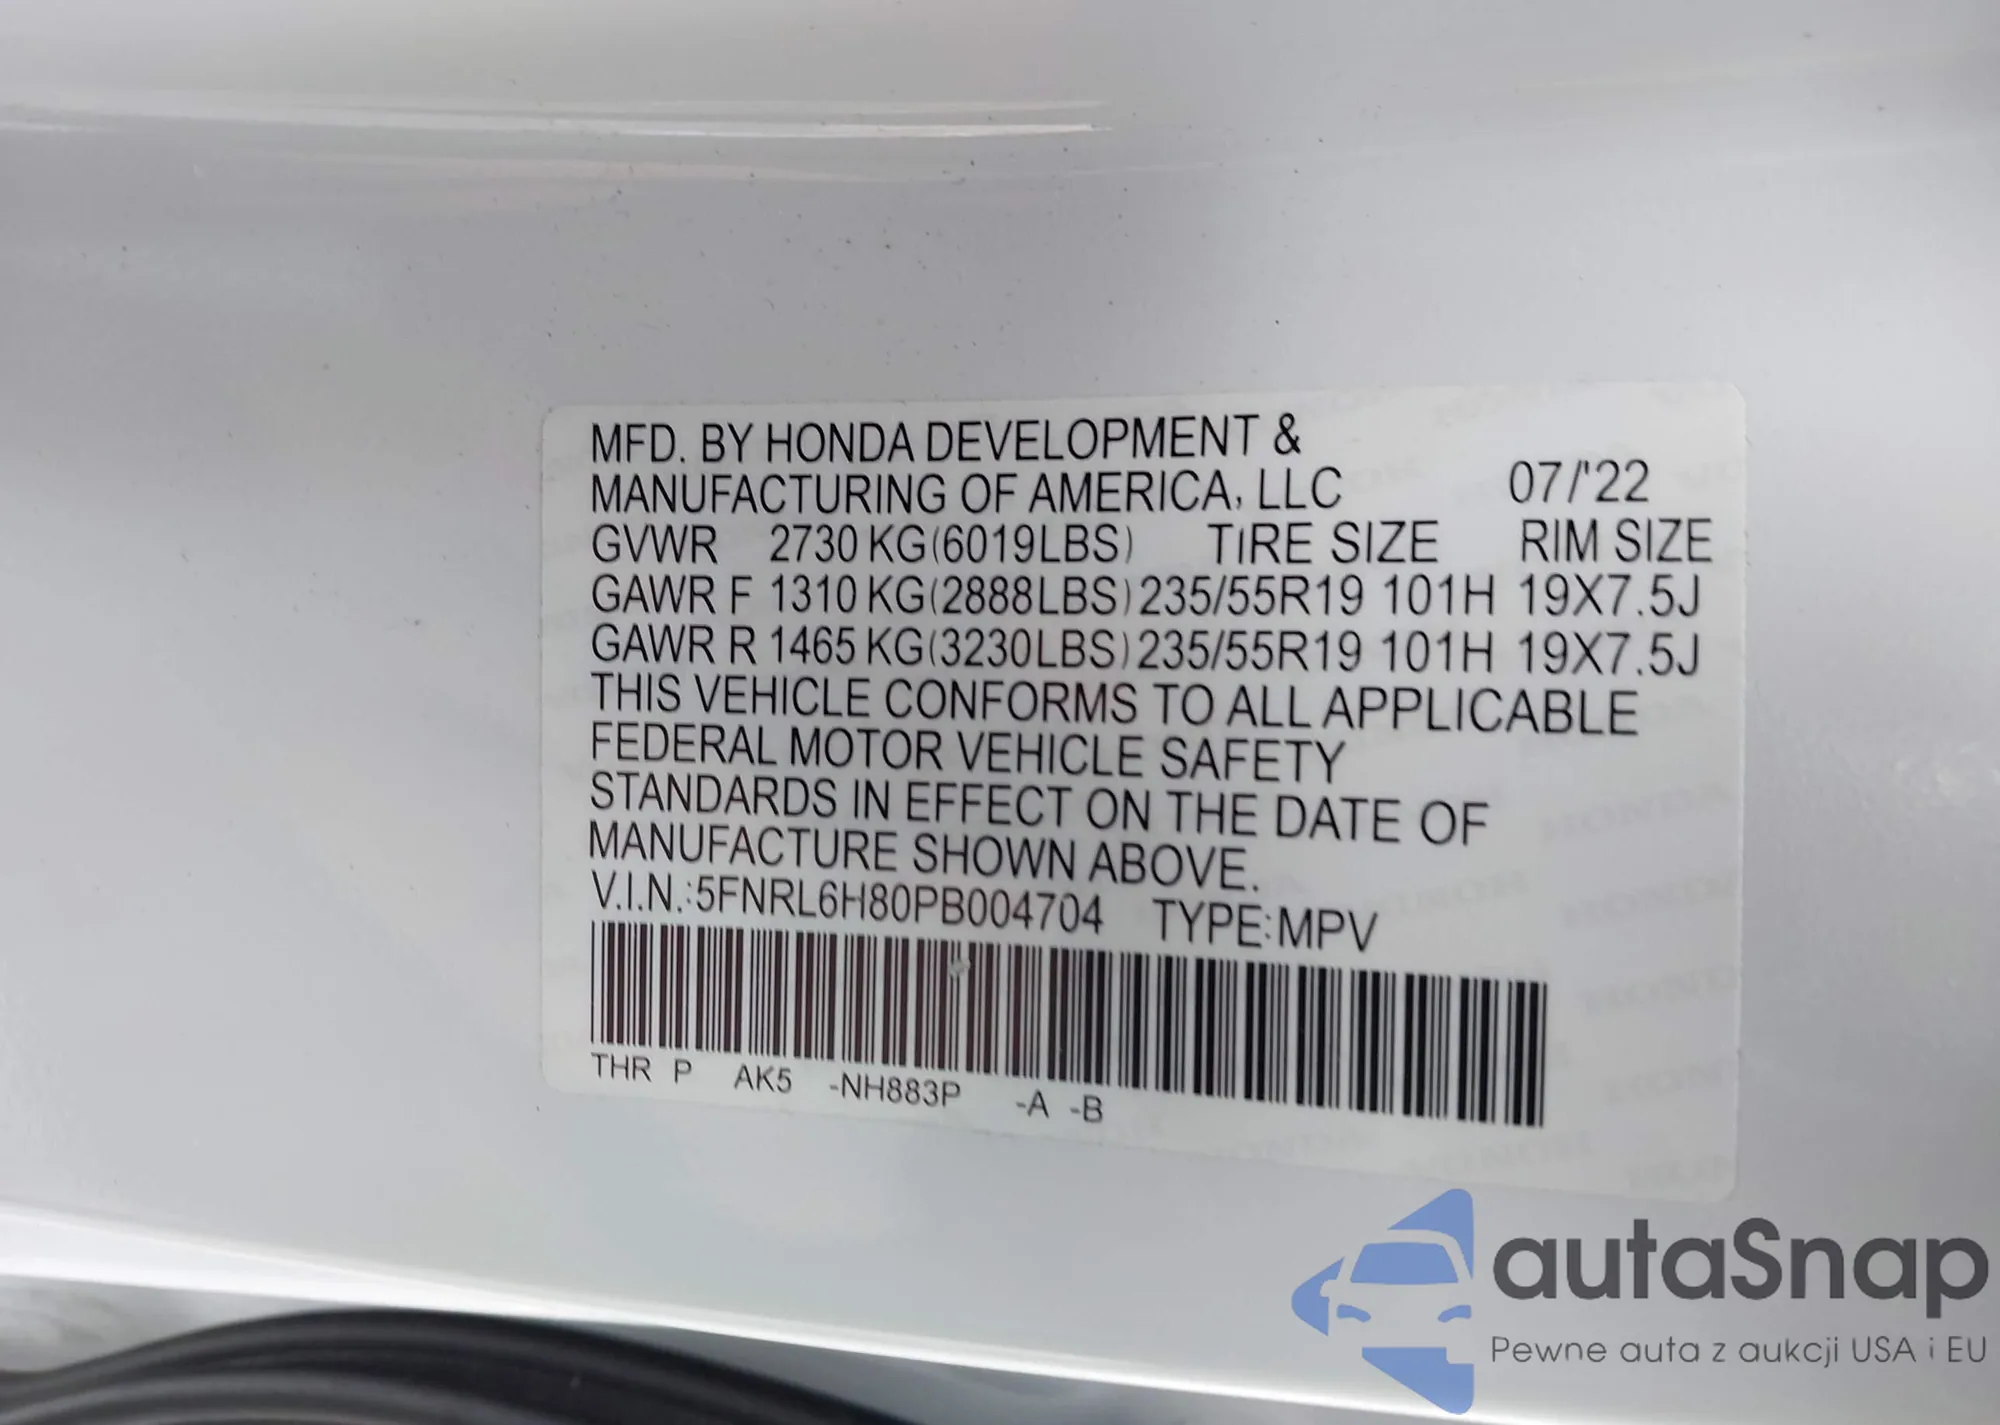 MFD. BY HONDA DEVELOPMENT &
MANUFACTURING OF AMERICA, LLC 07/'22
GVWR 2730 KG(6019LBS) TIRE SIZE RIM SIZE
GAWR F 1310 KG(2888LBS) 235/55R19 101H 19X7.5J
GAWR R 1465 KG(3230LBS) 235/55R19 101H 19X7.5J
THIS VEHICLE CONFORMS TO ALL APPLICABLE
FEDERAL MOTOR VEHICLE SAFETY
STANDARDS IN EFFECT ON THE DATE OF
MANUFACTURE SHOWN ABOVE.
V.I.N.:5FNRL6H80PB004704 TYPE:MPV
THR P AK5 -NH883P -A -B
autaSnap
Pewne auta z aukcji USA i EU